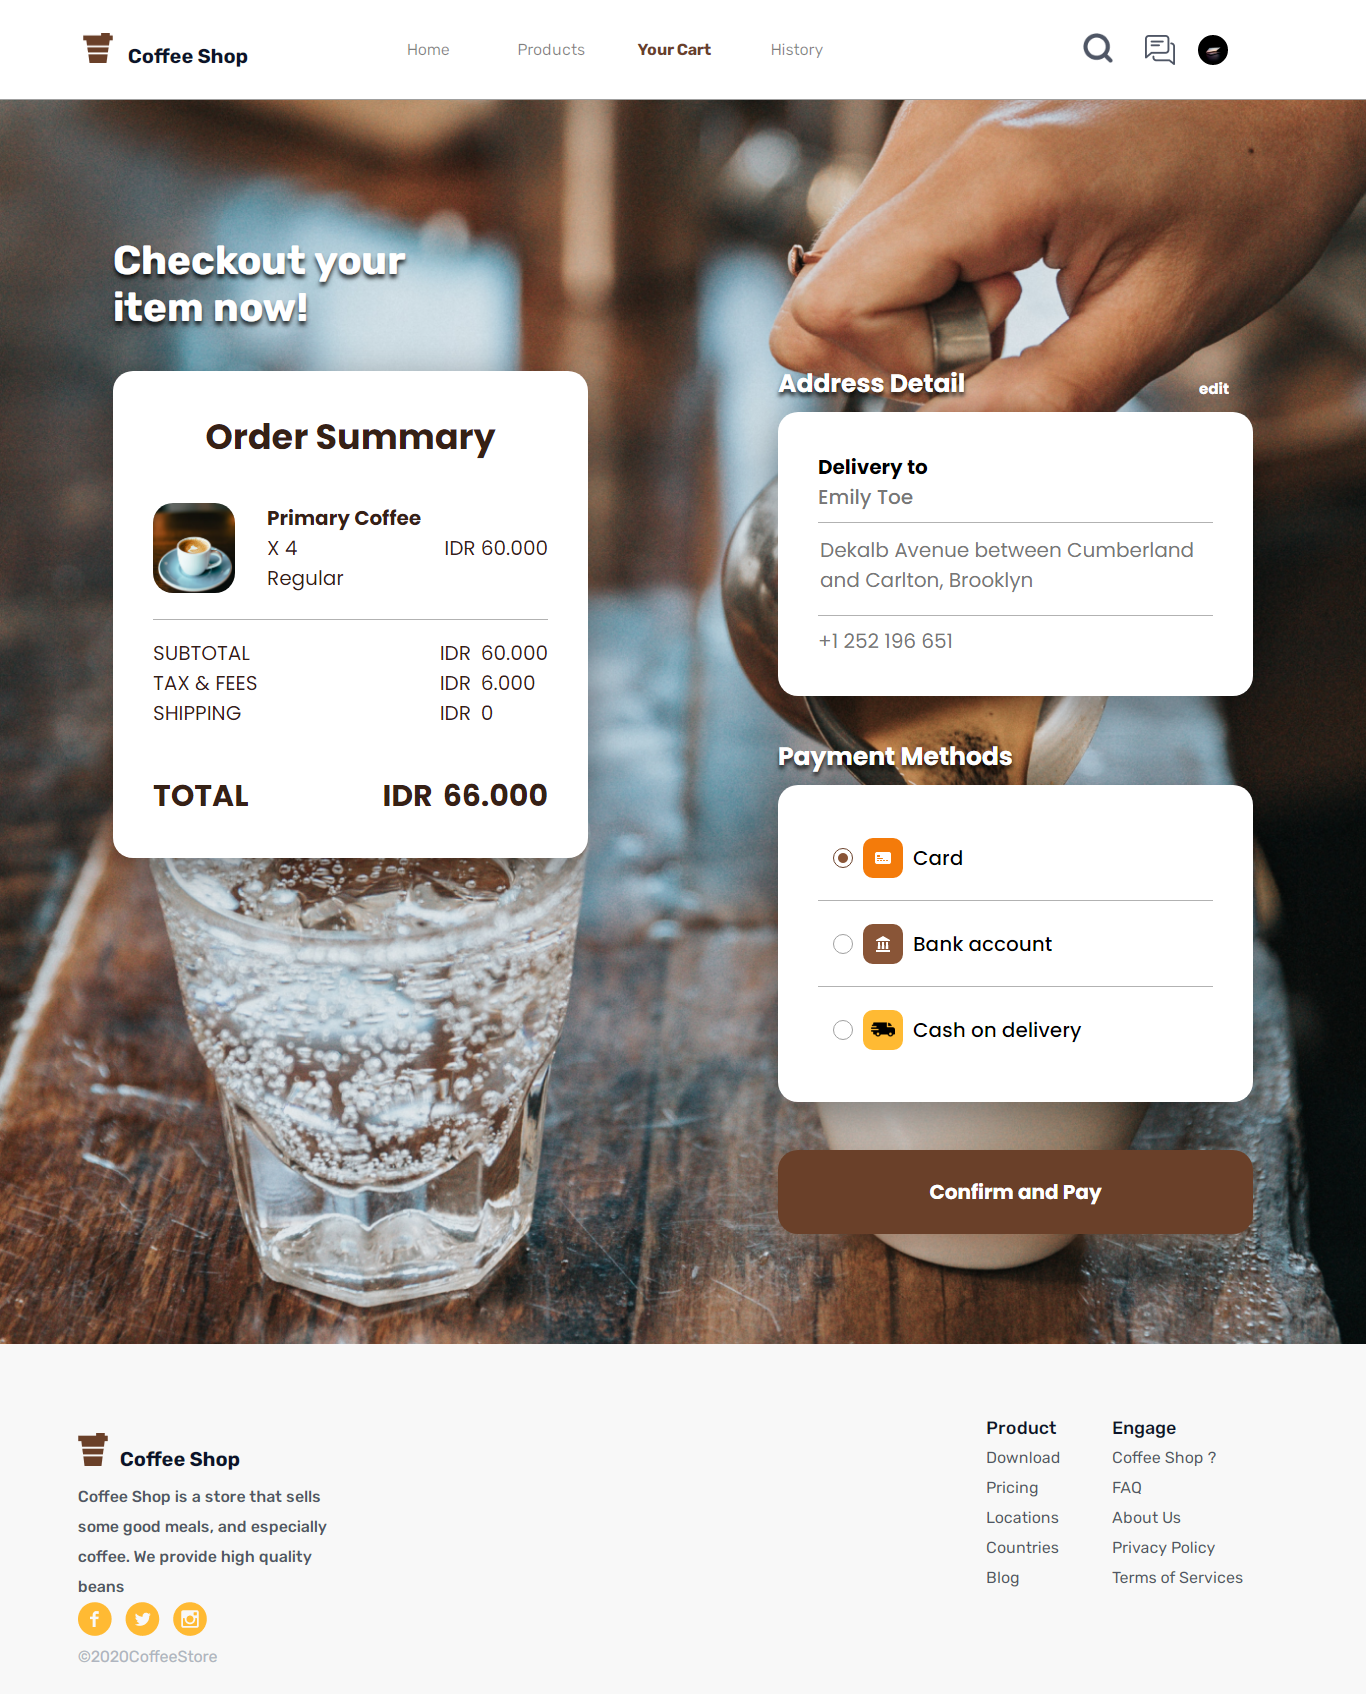 Coffee Shop
Home
Products
Your Cart
History
Checkout your
item now!
Order Summary
Primary Coffee
X 4
IDR 60.000
Regular
SUBTOTAL
IDR 60.000
TAX & FEES
IDR 6.000
SHIPPING
IDR 0
TOTAL
IDR 66.000
Address Detail
edit
Delivery to
Emily Toe
Dekalb Avenue between Cumberland
and Carlton, Brooklyn
+1 252 196 651
Payment Methods
Card
Bank account
Cash on delivery
Confirm and Pay
Coffee Shop
Coffee Shop is a store that sells
some good meals, and especially
coffee. We provide high quality
beans
©2020CoffeeStore
Product
Download
Pricing
Locations
Countries
Blog
Engage
Coffee Shop ?
FAQ
About Us
Privacy Policy
Terms of Services